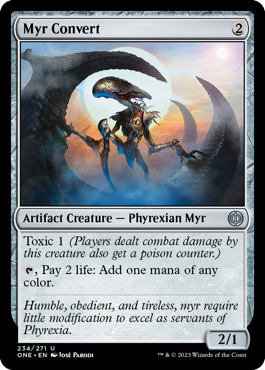 Myr Convert 2
Artifact Creature — Phyrexian Myr
Toxic 1 (Players dealt combat damage by
this creature also get a poison counter.)
, Pay 2 life: Add one mana of any
color.
Humble, obedient, and tireless, myr require
little modification to excel as servants of
Phyrexia.
2/1
234/271 U
ONE • EN José Parodi
™ & © 2023 Wizards of the Coast